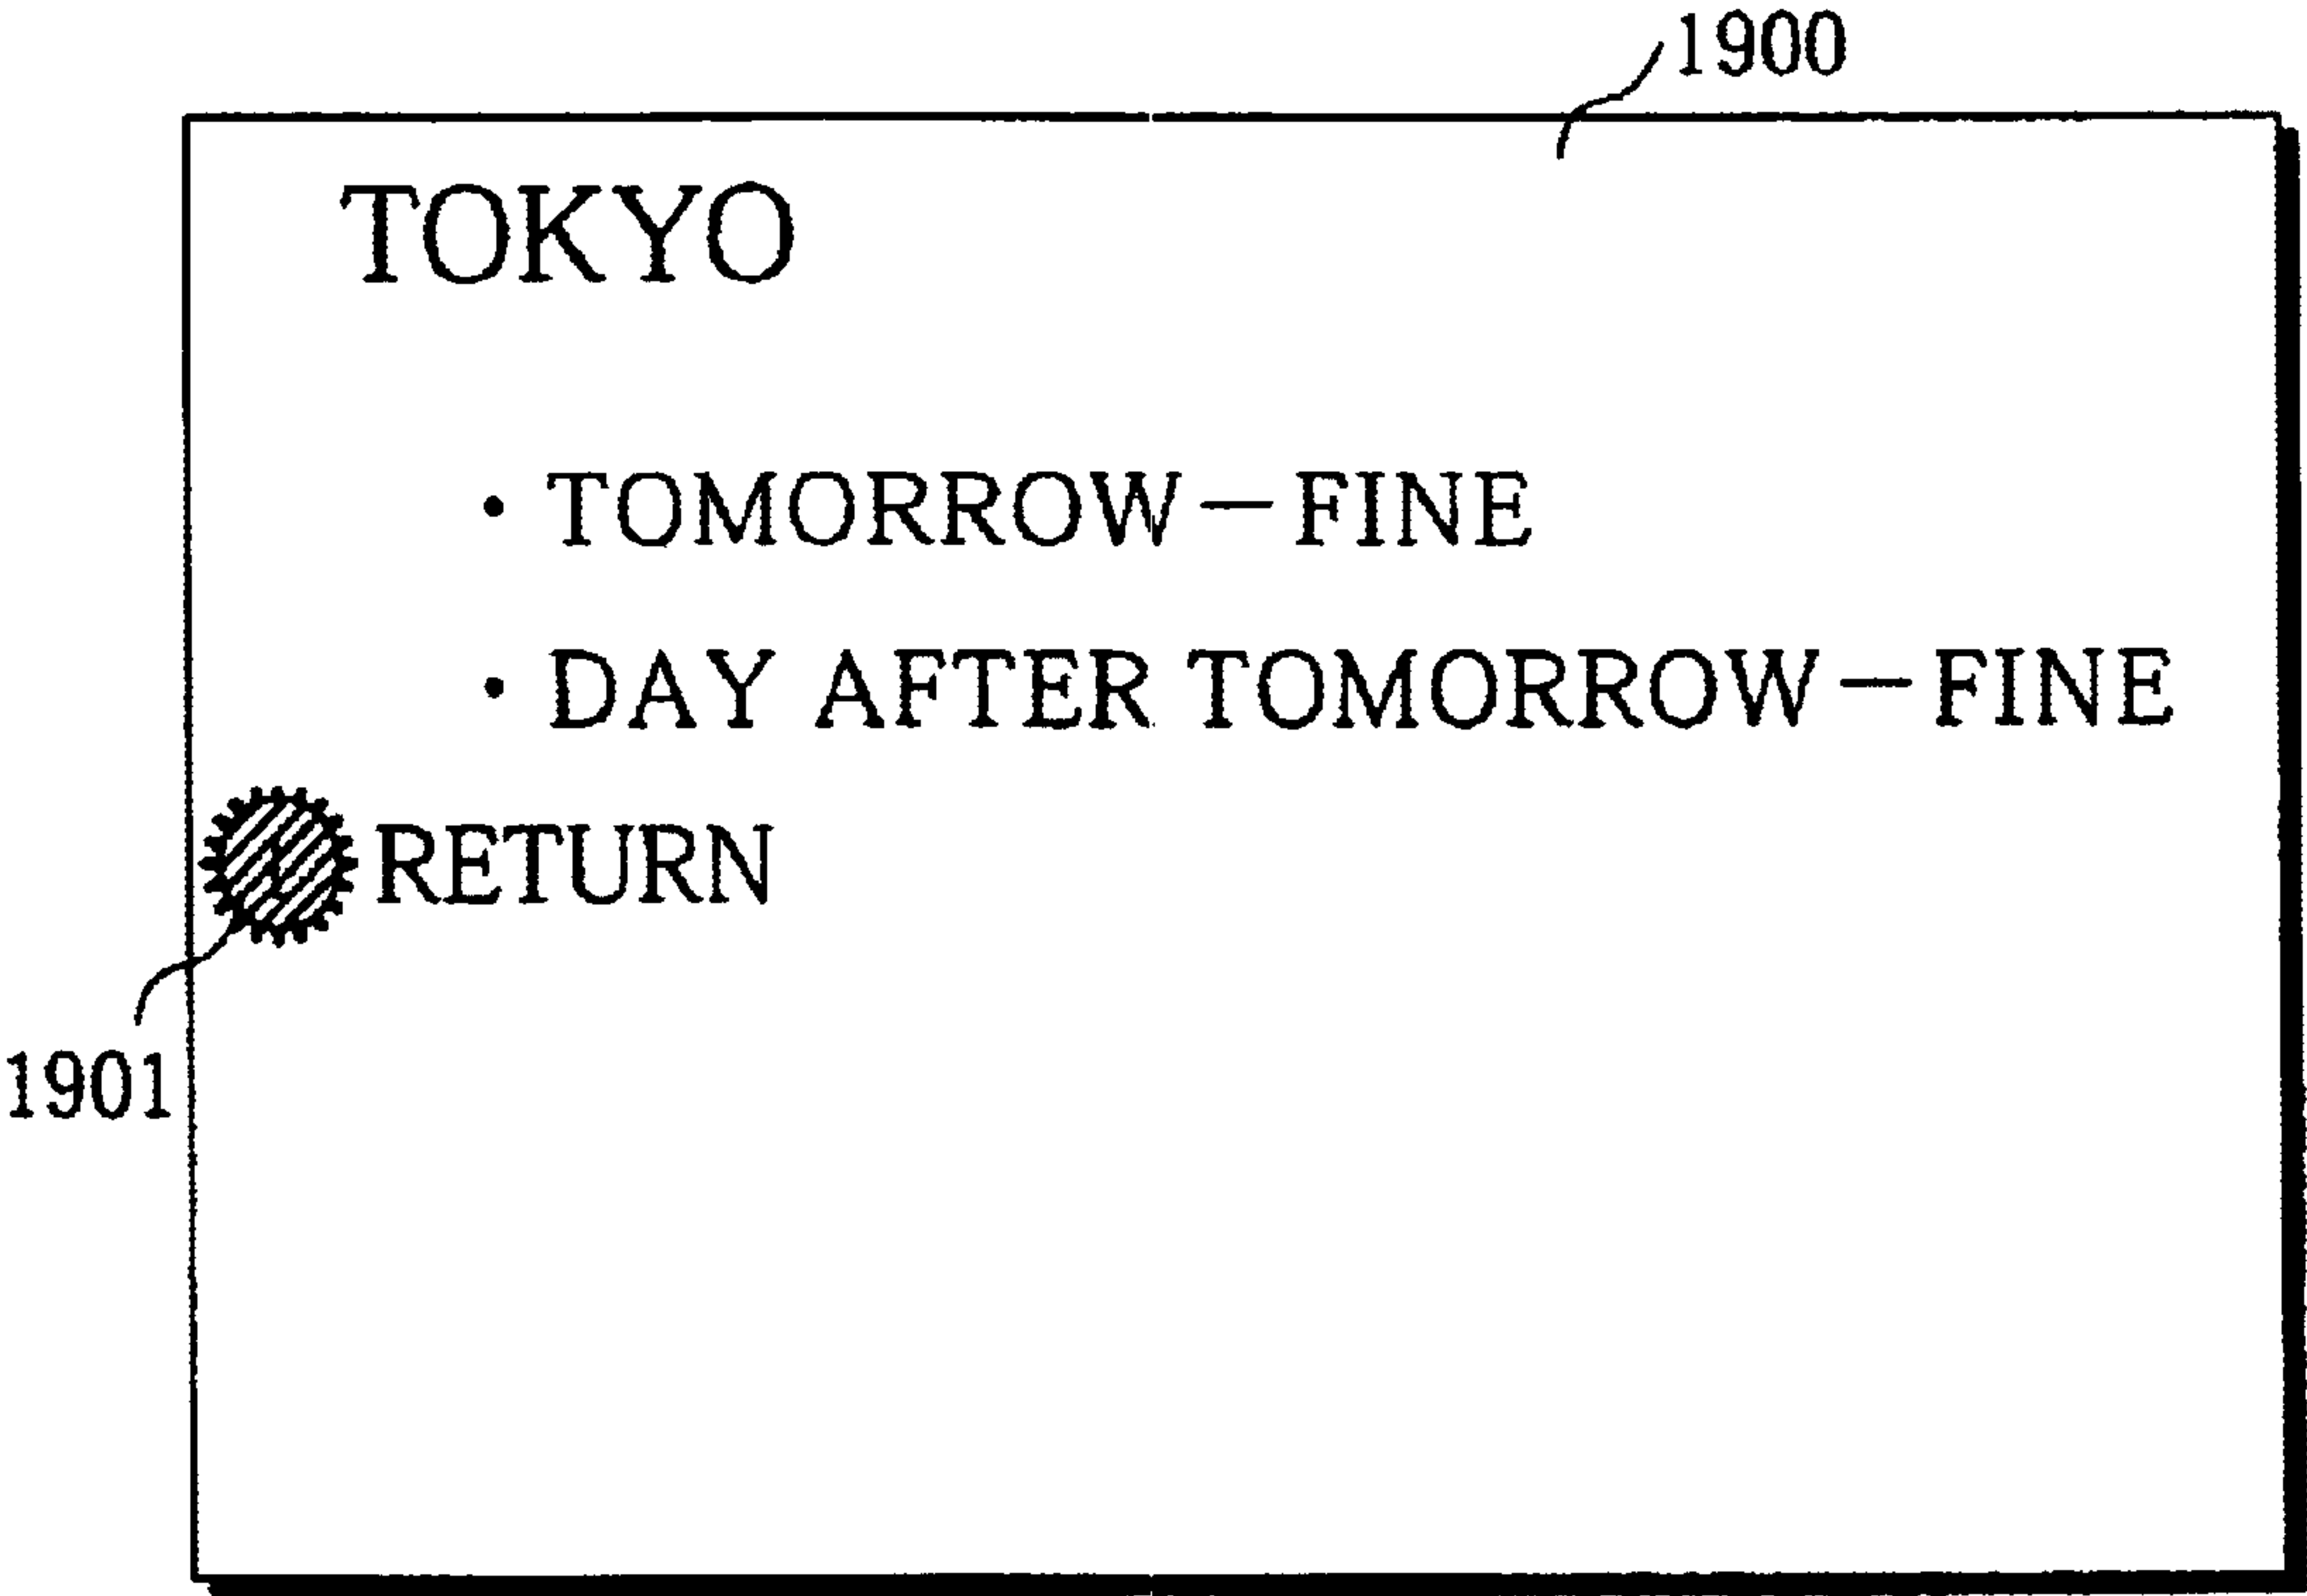 1900
TOKYO
・TOMORROW—FINE
・DAY AFTER TOMORROW—FINE
RETURN
1901